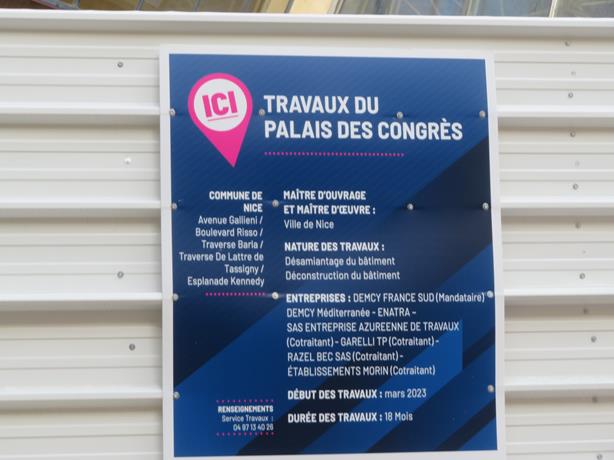 ICI
TRAVAUX DU
PALAIS DES CONGRÈS
COMMUNE DE
NICE
Avenue Gallieni /
Boulevard Risso /
Traverse Barla /
Traverse De Lattre de
Tassigny /
Esplanade Kennedy
MAÎTRE D'OUVRAGE
ET MAÎTRE D'ŒUVRE :
Ville de Nice
NATURE DES TRAVAUX :
Désamiantage du bâtiment
Déconstruction du bâtiment
ENTREPRISES : DEMCY FRANCE SUD (Mandataire)
DEMCY Méditerranée - ENATRA -
SAS ENTREPRISE AZUREENNE DE TRAVAUX
(Cotraitant) - GARELLI TP (Cotraitant) -
RAZEL BEC SAS (Cotraitant) -
ÉTABLISSEMENTS MORIN (Cotraitant)
DÉBUT DES TRAVAUX : mars 2023
DURÉE DES TRAVAUX : 18 Mois
RENSEIGNEMENTS
Service Travaux :
04 97 13 40 26